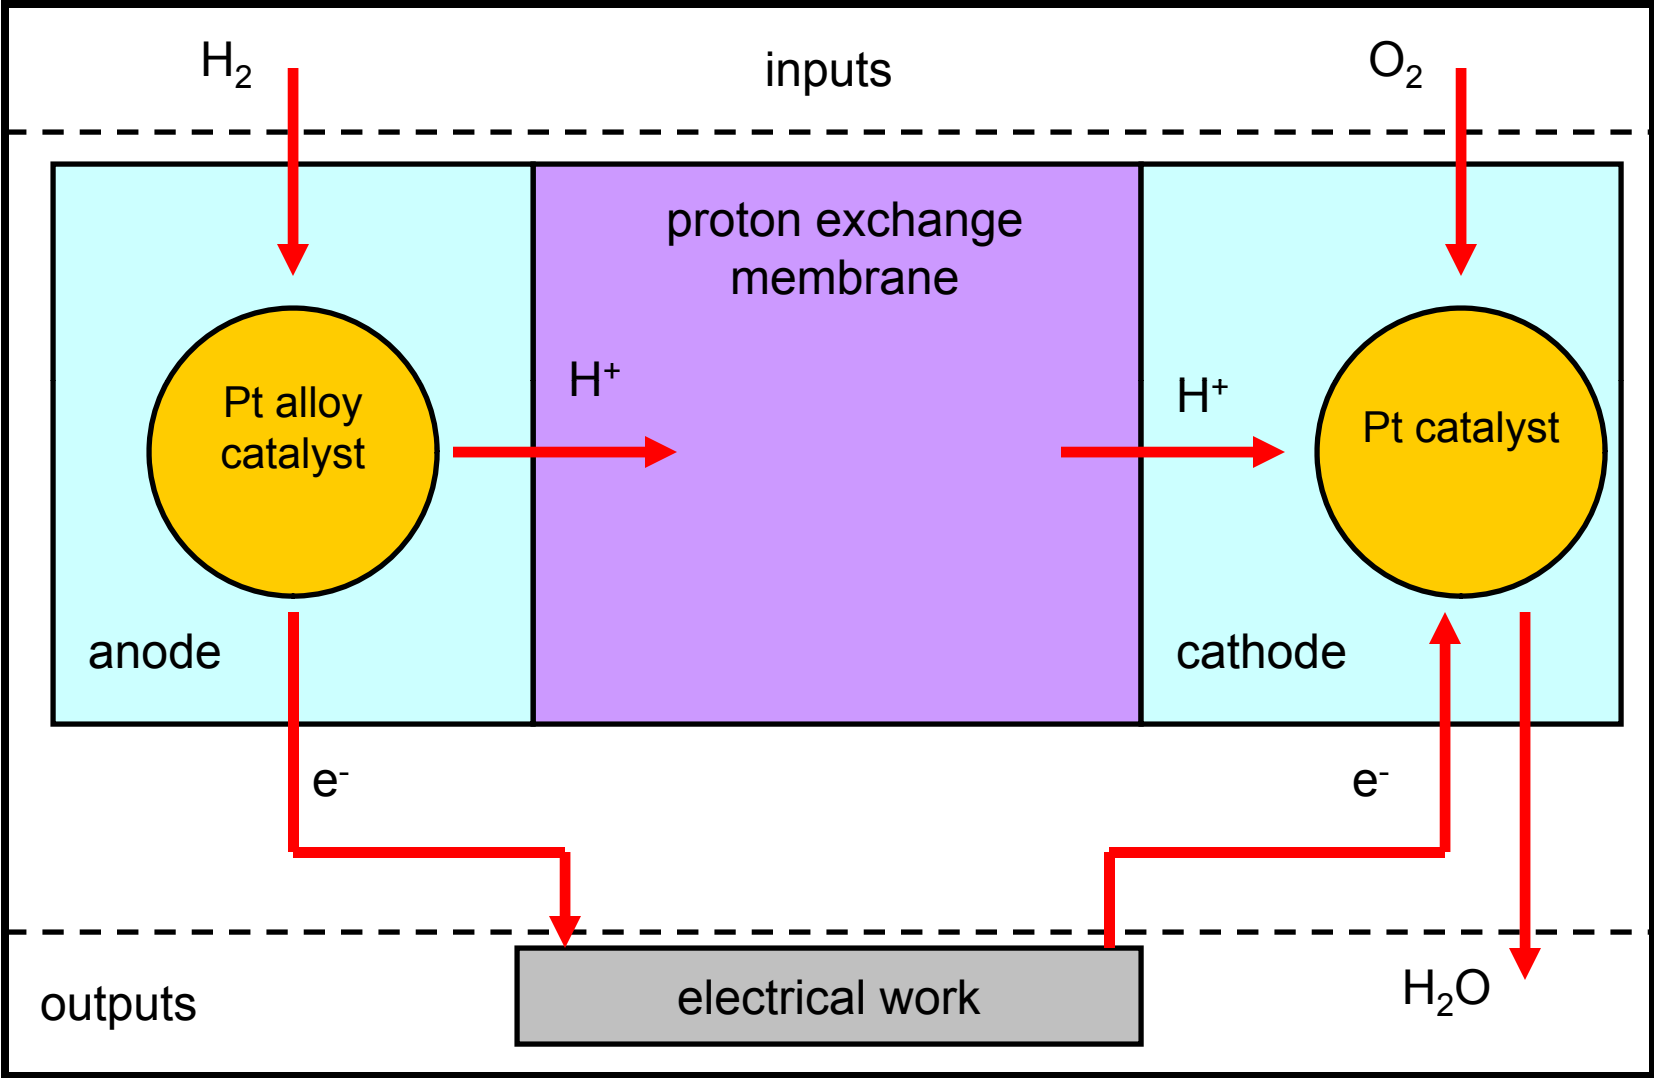 H₂
inputs
O₂
proton exchange
membrane
H⁺
H⁺
Pt alloy
catalyst
Pt catalyst
anode
cathode
e⁻
e⁻
outputs
electrical work
H₂O